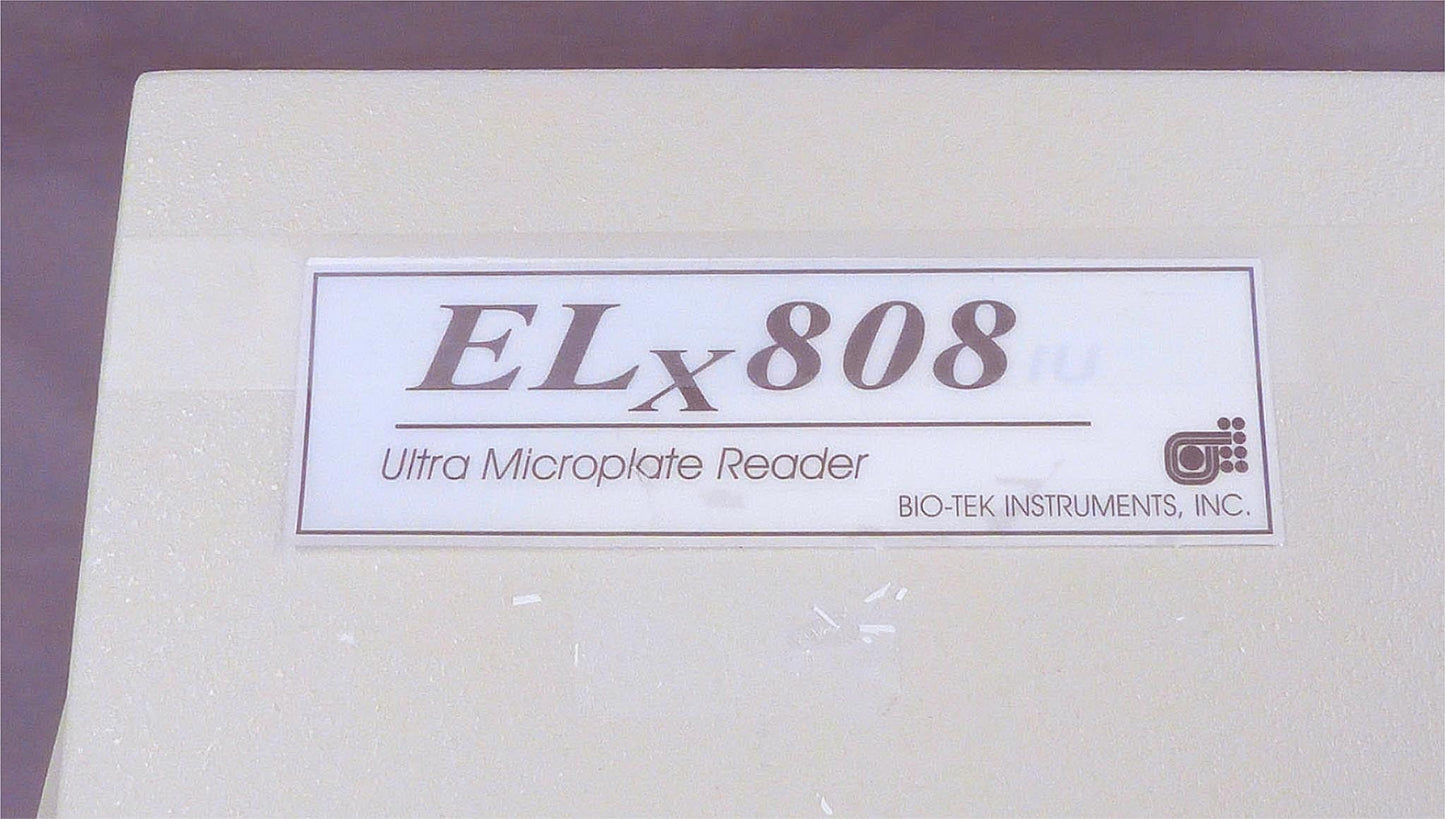 ELx808
Ultra Microplate Reader
BIO-TEK INSTRUMENTS, INC.